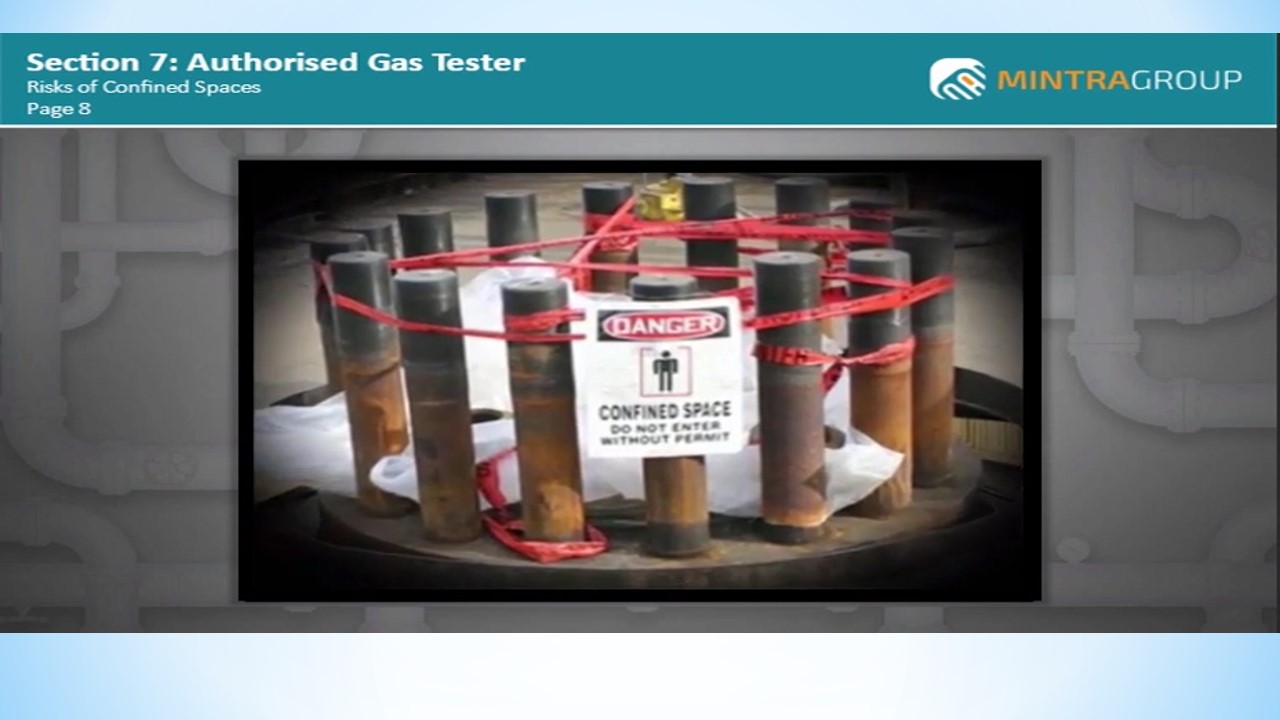 Section 7: Authorised Gas Tester
Risks of Confined Spaces
Page 8
MINTRAGROUP
DANGER
CONFINED SPACE
DO NOT ENTER
WITHOUT PERMIT